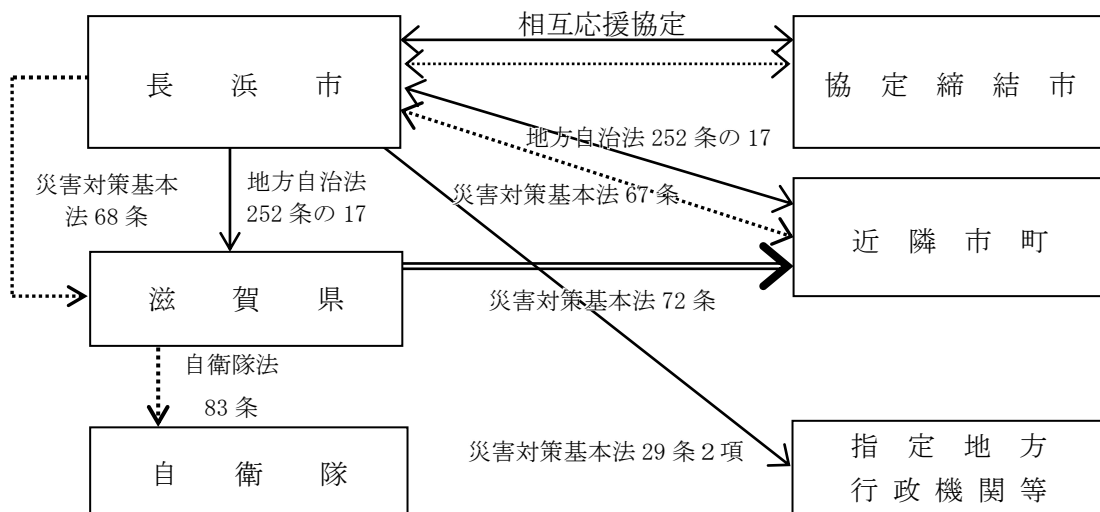 相互応援協定
長浜市
協定締結市
地方自治法 252 条の 17
災害対策基本
法 68 条
地方自治法
252 条の 17
災害対策基本法 67 条
近隣市町
滋賀県
災害対策基本法 72 条
自衛隊法
83 条
自衛隊
災害対策基本法 29 条２項
指定地方
行政機関等